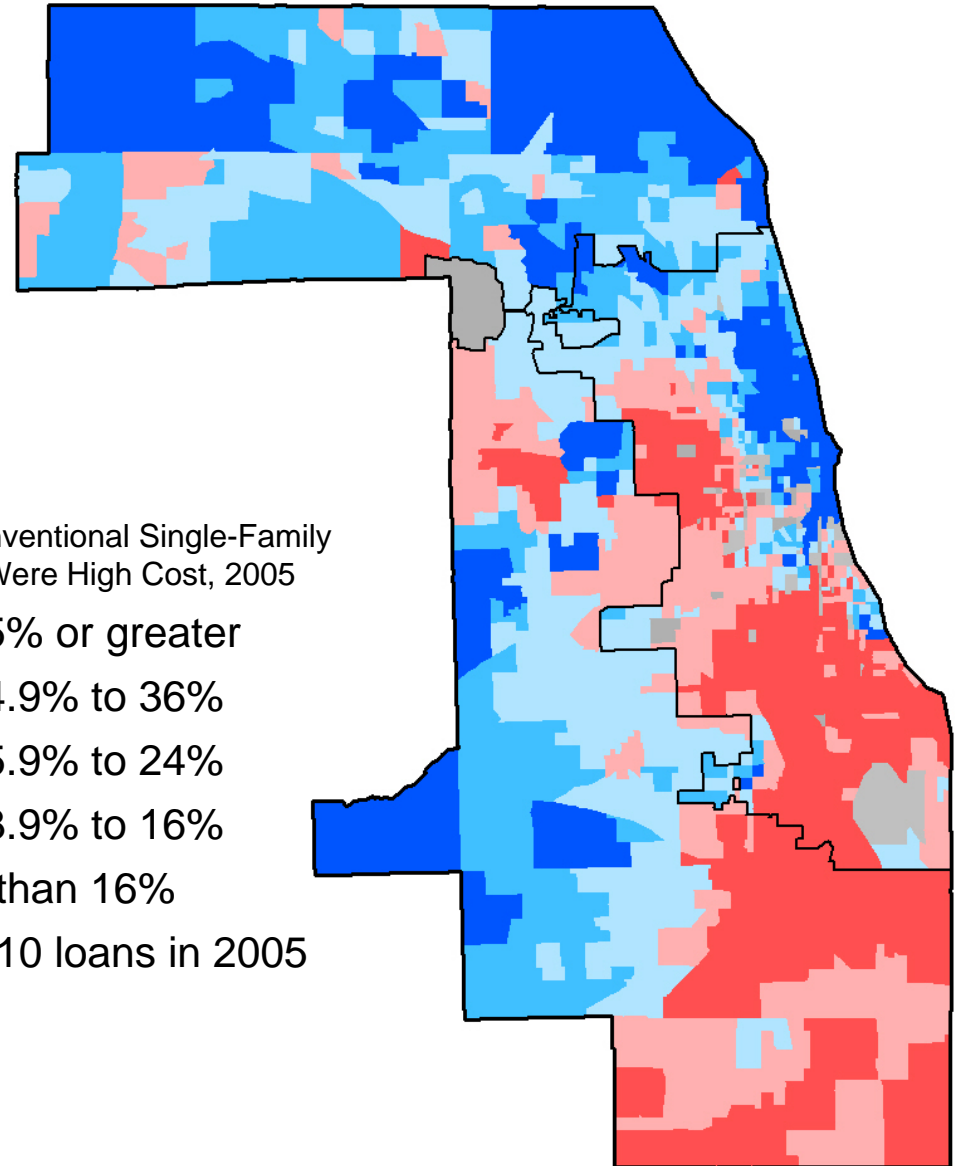 nventional Single-Family
Were High Cost, 2005
5% or greater
4.9% to 36%
5.9% to 24%
3.9% to 16%
than 16%
10 loans in 2005